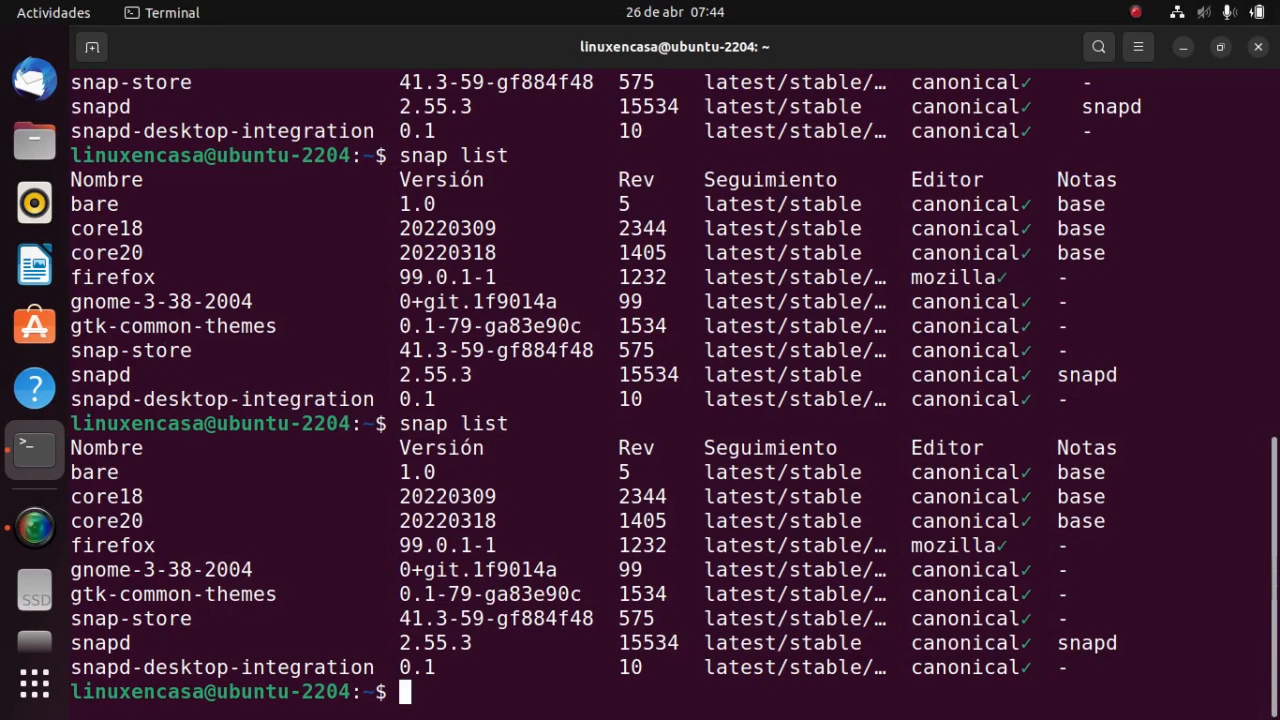 Actividades Terminal 26 de abr 07:44
linuxencasa@ubuntu-2204: ~
snap-store 41.3-59-gf884f48 575 latest/stable/… canonical✓ -
snapd 2.55.3 15534 latest/stable canonical✓ snapd
snapd-desktop-integration 0.1 10 latest/stable/… canonical✓ -
linuxencasa@ubuntu-2204:~$ snap list
Nombre Versión Rev Seguimiento Editor Notas
bare 1.0 5 latest/stable canonical✓ base
core18 20220309 2344 latest/stable canonical✓ base
core20 20220318 1405 latest/stable canonical✓ base
firefox 99.0.1-1 1232 latest/stable/… mozilla✓ -
gnome-3-38-2004 0+git.1f9014a 99 latest/stable/… canonical✓ -
gtk-common-themes 0.1-79-ga83e90c 1534 latest/stable/… canonical✓ -
snap-store 41.3-59-gf884f48 575 latest/stable/… canonical✓ -
snapd 2.55.3 15534 latest/stable canonical✓ snapd
snapd-desktop-integration 0.1 10 latest/stable/… canonical✓ -
linuxencasa@ubuntu-2204:~$ snap list
Nombre Versión Rev Seguimiento Editor Notas
bare 1.0 5 latest/stable canonical✓ base
core18 20220309 2344 latest/stable canonical✓ base
core20 20220318 1405 latest/stable canonical✓ base
firefox 99.0.1-1 1232 latest/stable/… mozilla✓ -
gnome-3-38-2004 0+git.1f9014a 99 latest/stable/… canonical✓ -
gtk-common-themes 0.1-79-ga83e90c 1534 latest/stable/… canonical✓ -
snap-store 41.3-59-gf884f48 575 latest/stable/… canonical✓ -
snapd 2.55.3 15534 latest/stable canonical✓ snapd
snapd-desktop-integration 0.1 10 latest/stable/… canonical✓ -
linuxencasa@ubuntu-2204:~$
SSD